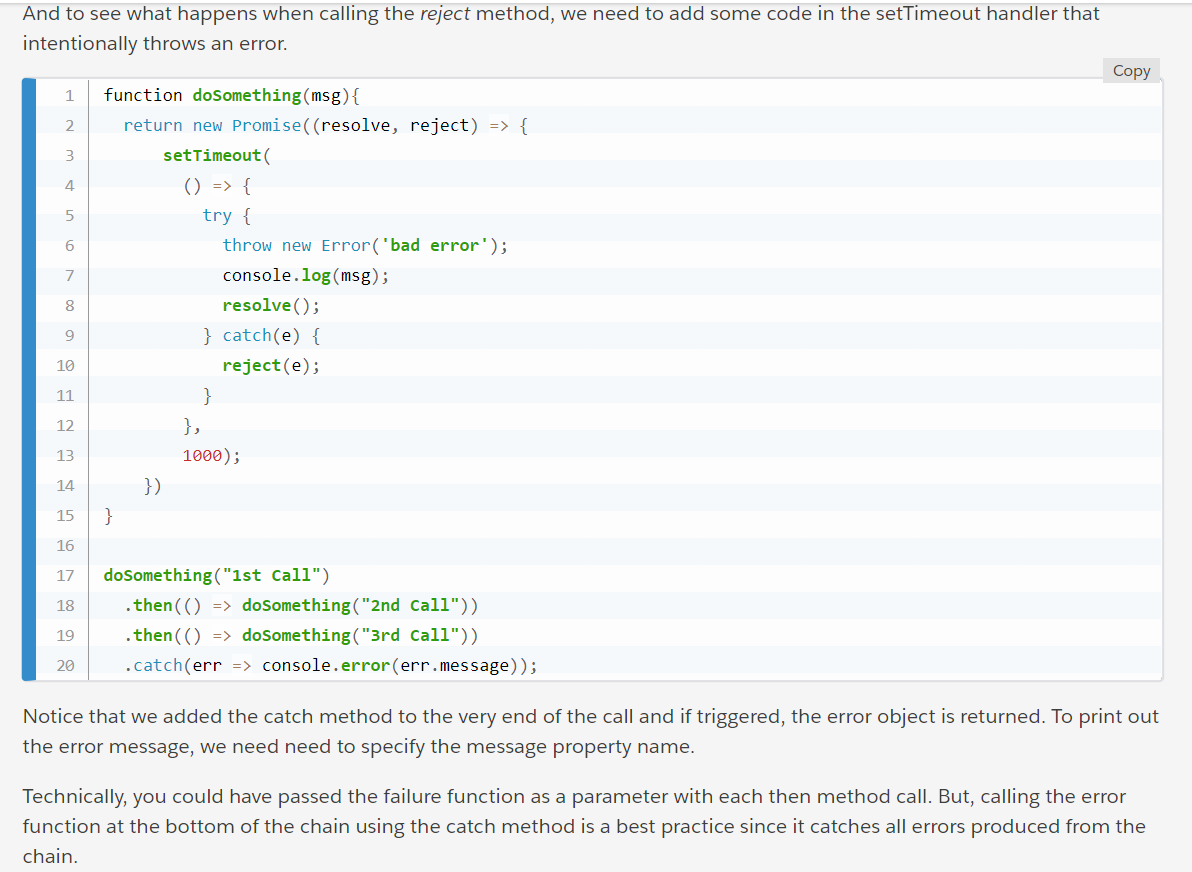 And to see what happens when calling the reject method, we need to add some code in the setTimeout handler that
intentionally throws an error.
Copy
1 function doSomething(msg){
2   return new Promise((resolve, reject) => {
3       setTimeout(
4         () => {
5           try {
6             throw new Error('bad error');
7             console.log(msg);
8             resolve();
9           } catch(e) {
10             reject(e);
11           }
12         },
13         1000);
14     })
15 }
16
17 doSomething("1st Call")
18   .then(() => doSomething("2nd Call"))
19   .then(() => doSomething("3rd Call"))
20   .catch(err => console.error(err.message));
Notice that we added the catch method to the very end of the call and if triggered, the error object is returned. To print out
the error message, we need need to specify the message property name.
Technically, you could have passed the failure function as a parameter with each then method call. But, calling the error
function at the bottom of the chain using the catch method is a best practice since it catches all errors produced from the
chain.